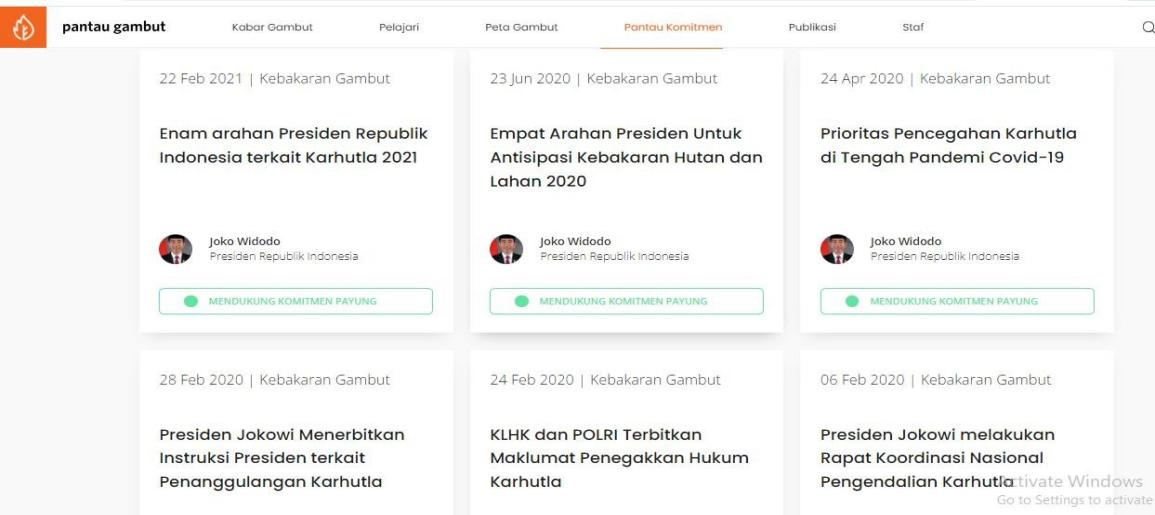 pantau gambut
Kabar Gambut
Pelajari
Peta Gambut
Pantau Komitmen
Publikasi
Staf
22 Feb 2021 | Kebakaran Gambut
Enam arahan Presiden Republik
Indonesia terkait Karhutla 2021
Joko Widodo
Presiden Republik Indonesia
MENDUKUNG KOMITMEN PAYUNG
23 Jun 2020 | Kebakaran Gambut
Empat Arahan Presiden Untuk
Antisipasi Kebakaran Hutan dan
Lahan 2020
Joko Widodo
Presiden Republik Indonesia
MENDUKUNG KOMITMEN PAYUNG
24 Apr 2020 | Kebakaran Gambut
Prioritas Pencegahan Karhutla
di Tengah Pandemi Covid-19
Joko Widodo
Presiden Republik Indonesia
MENDUKUNG KOMITMEN PAYUNG
28 Feb 2020 | Kebakaran Gambut
Presiden Jokowi Menerbitkan
Instruksi Presiden terkait
Penanggulangan Karhutla
24 Feb 2020 | Kebakaran Gambut
KLHK dan POLRI Terbitkan
Maklumat Penegakkan Hukum
Karhutla
06 Feb 2020 | Kebakaran Gambut
Presiden Jokowi melakukan
Rapat Koordinasi Nasional
Pengendalian Karhutla
Activate Windows
Go to Settings to activate